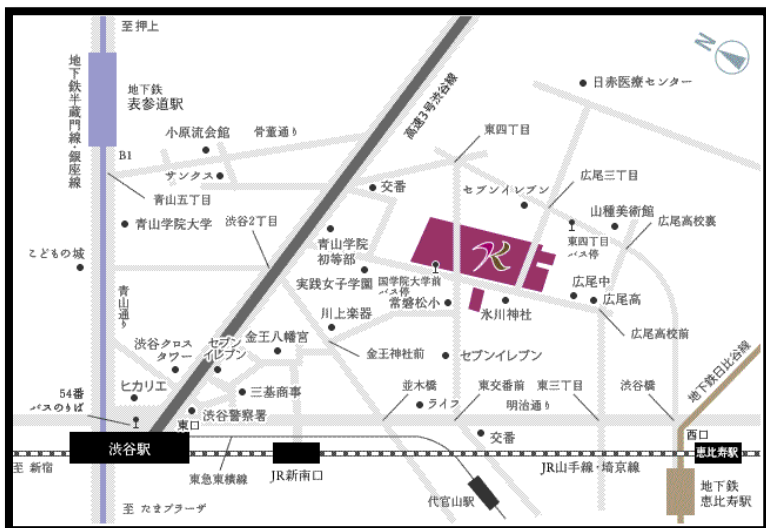 至 押上
N
地下鉄半蔵門線・銀座線
地下鉄
表参道駅
B1
小原流会館
骨董通り
サンクス
高速3号渋谷線
日赤医療センター
東四丁目
青山五丁目
交番
セブンイレブン
広尾三丁目
青山学院大学
渋谷2丁目
山種美術館
広尾高校裏
東四丁目
バス停
こどもの城
青山学院
初等部
K
実践女子学園
国学院大学前
バス停
常磐松小
氷川神社
広尾中
広尾高
広尾高校前
青山通り
川上楽器
渋谷クロス
タワー
セブン
イレブン
金王八幡宮
金王神社前
セブンイレブン
地下鉄日比谷線
ヒカリエ
三基商事
54番
バスのりば
東口
渋谷警察署
並木橋
ライフ
東交番前
明治通り
東三丁目
渋谷橋
交番
西口
渋谷駅
恵比寿駅
至 新宿
東急東横線
JR新南口
JR山手線・埼京線
代官山駅
地下鉄
恵比寿駅
至 たまプラーザ